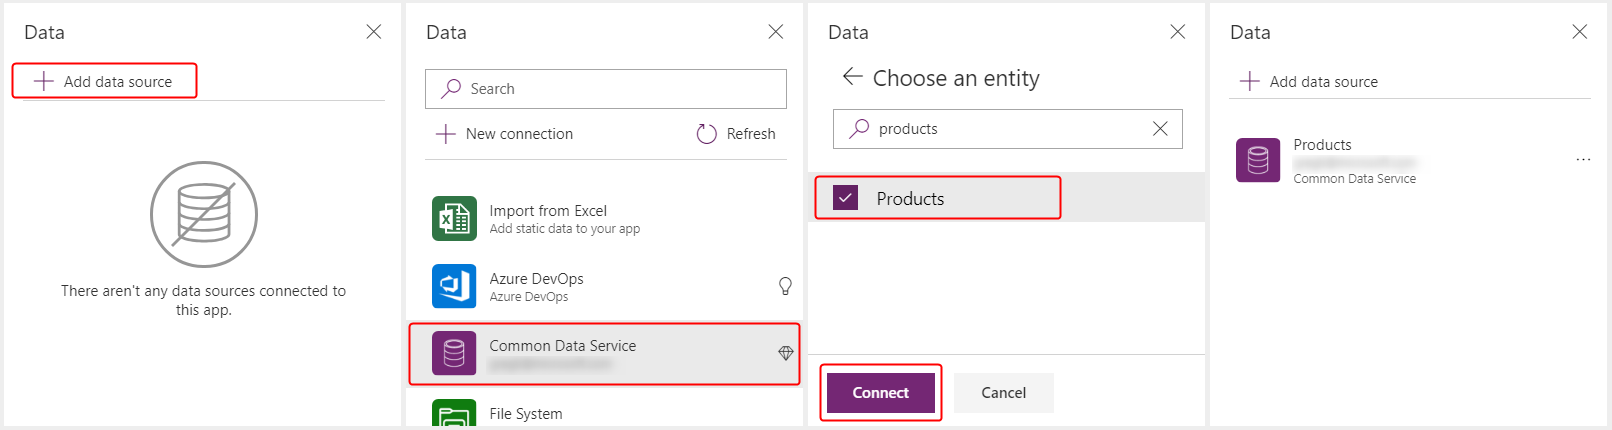 Data
Add data source
There aren't any data sources connected to
this app.
Data
Search
New connection
Refresh
Import from Excel
Add static data to your app
Azure DevOps
Azure DevOps
Common Data Service
File System
Data
Choose an entity
products
Products
Connect
Cancel
Data
Add data source
Products
Common Data Service